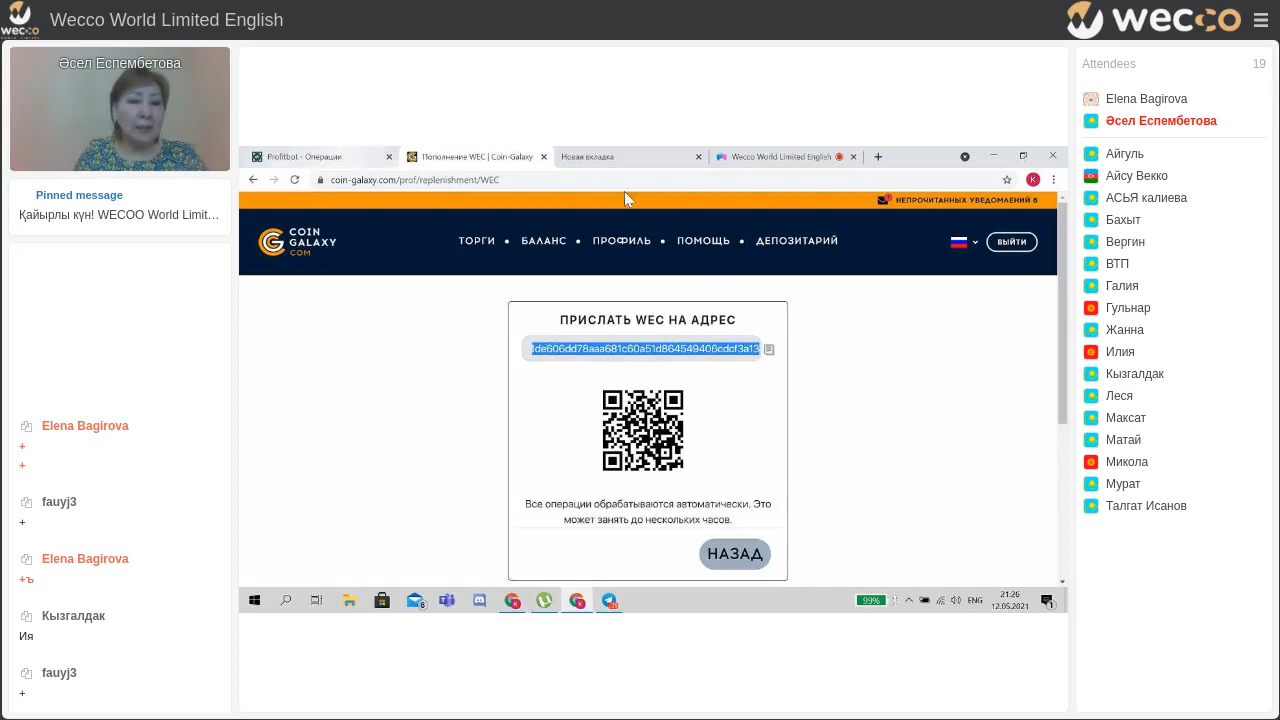 wecco
WORLD LIMITED
Wecco World Limited English
wecco
Әсел Еспембетова
Pinned message
Қайырлы күн! WECOO World Limit...
Elena Bagirova
+
+
fauyj3
+
Elena Bagirova
+ъ
Кызгалдак
Ия
fauyj3
+
Profitbot - Операции
Пополнение WEC | Coin-Galaxy
Новая вкладка
Wecco World Limited English
coin-galaxy.com/prof/replenishment/WEC
K
НЕПРОЧИТАННЫХ УВЕДОМЛЕНИЙ 6
COIN
GALAXY
COM
ТОРГИ • БАЛАНС • ПРОФИЛЬ • ПОМОЩЬ • ДЕПОЗИТАРИЙ
ВЫЙТИ
ПРИСЛАТЬ WEC НА АДРЕС
1de606dd78aaa681c60a51d864549406cdcf3a13
Все операции обрабатываются автоматически. Это
может занять до нескольких часов.
НАЗАД
99%
ENG
21:26
12.05.2021
Attendees
19
Elena Bagirova
Әсел Еспембетова
Айгуль
Айсу Векко
АСЬЯ калиева
Бахыт
Вергин
ВТП
Галия
Гульнар
Жанна
Илия
Кызгалдак
Леся
Максат
Матай
Микола
Мурат
Талгат Исанов